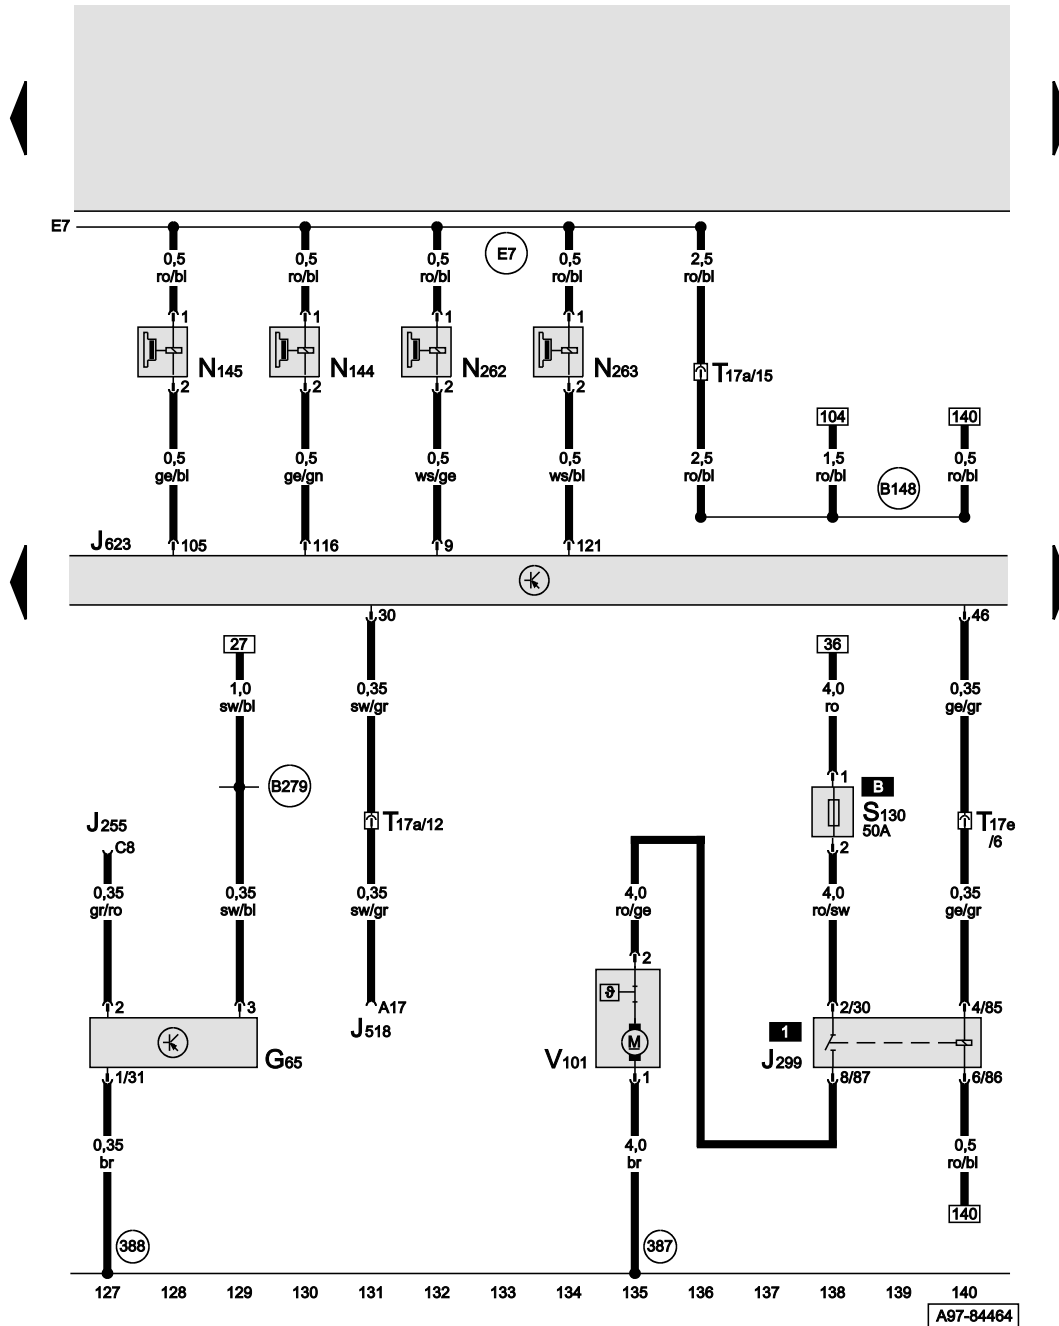 E7
E7
0,5 0,5 0,5 0,5 2,5
ro/bl ro/bl ro/bl ro/bl ro/bl
1 1 1 1
N145 N144 N262 N263 T17a/15
2 2 2 2
104 140
0,5 0,5 0,5 0,5 2,5 1,5 0,5
ge/bl ge/gn ws/ge ws/bl ro/bl ro/bl ro/bl
B148
J623 105 116 9 121
30 46
27 36
1,0 0,35 4,0 0,35
sw/bl sw/gr ro ge/gr
1
B279 B
J255 T17a/12 S130 T17e
50A /6
C8 2
0,35 0,35 0,35 4,0 4,0 0,35
gr/ro sw/bl sw/gr ro/ge ro/sw ge/gr
2
ϑ
2 3 A17 2/30 4/85
J518 1
M
G65 V101 J299
1/31 1 8/87 6/86
0,35 4,0 0,5
br br ro/bl
140
388 387
127 128 129 130 131 132 133 134 135 136 137 138 139 140
A97-84464